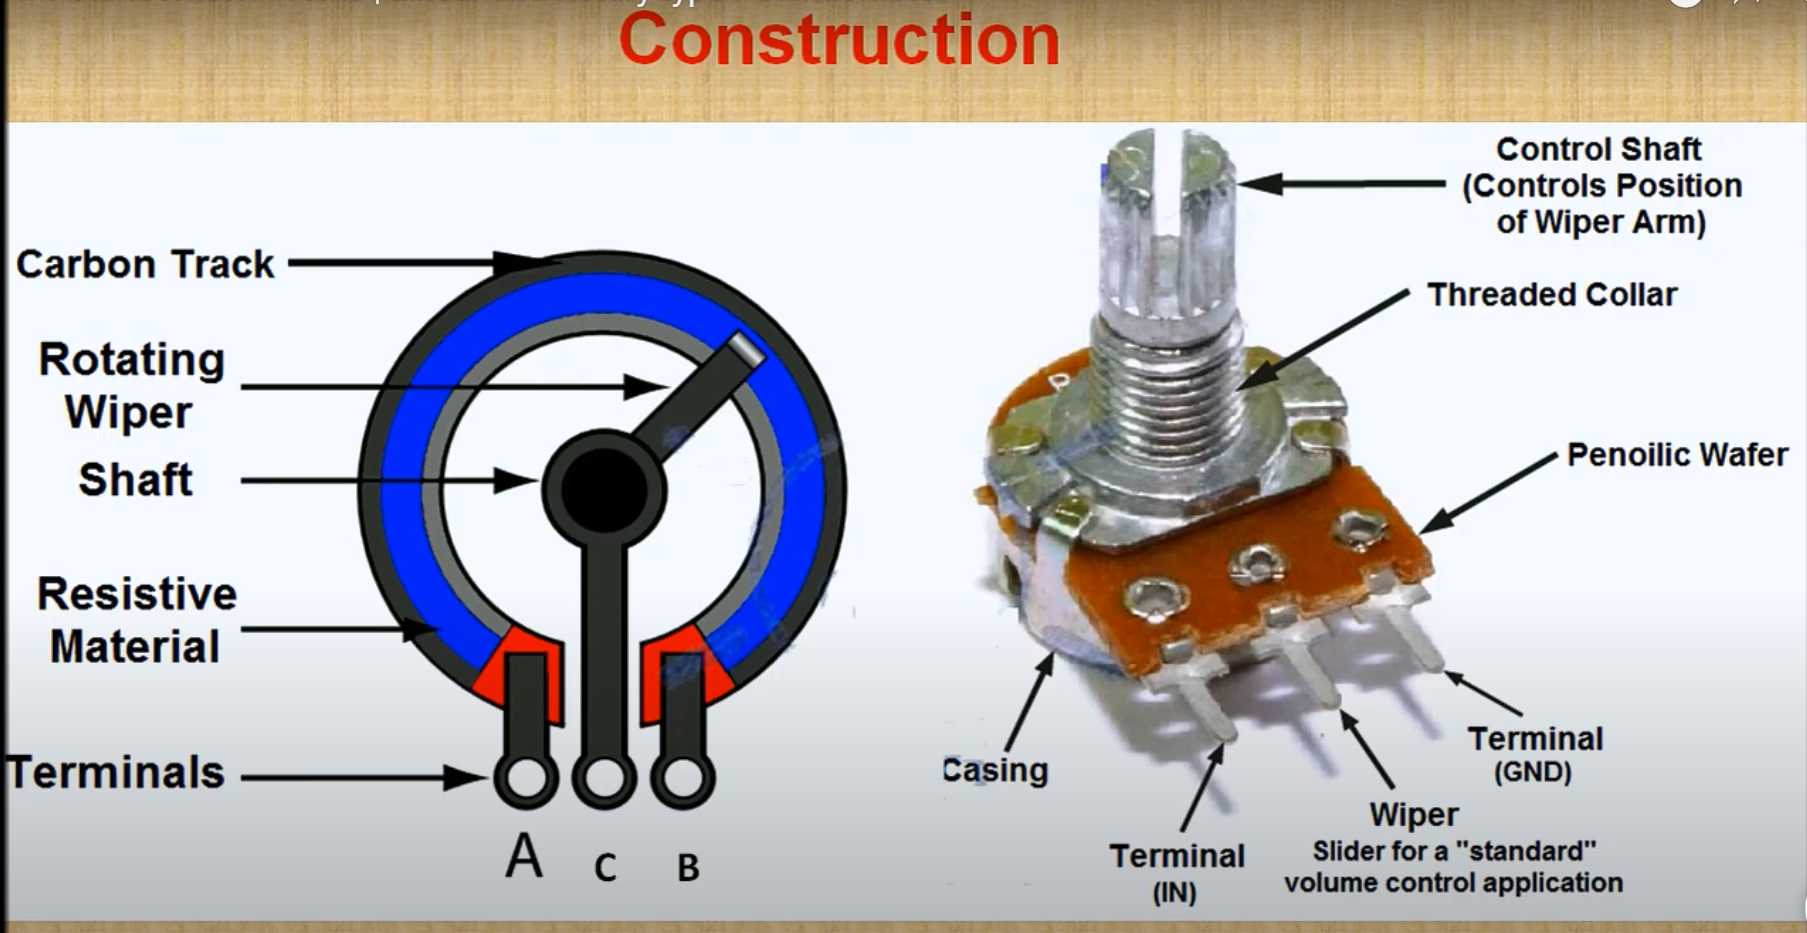 Construction
Carbon Track
Rotating
Wiper
Shaft
Resistive
Material
Terminals
A
C
B
Control Shaft
(Controls Position
of Wiper Arm)
Threaded Collar
Penoilic Wafer
Casing
Terminal
(GND)
Wiper
Slider for a "standard"
volume control application
Terminal
(IN)